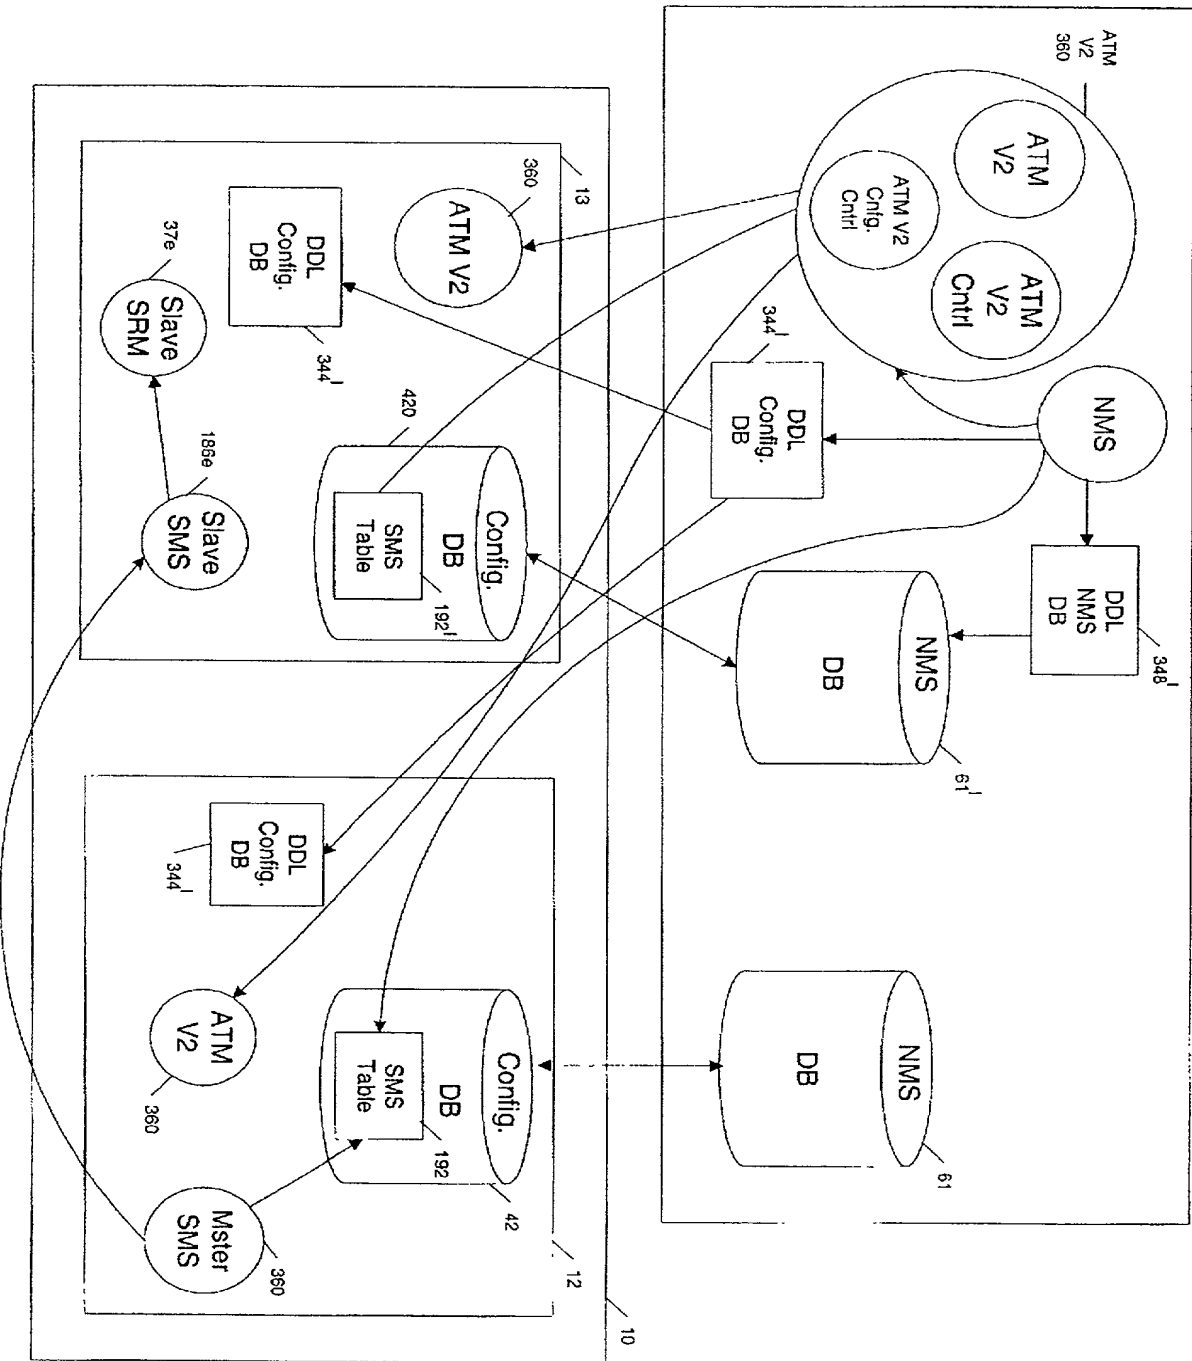 ATM
V2
360
ATM
V2
ATM V2
Cnfg.
Cntrl
ATM
V2
Cntrl
NMS
DDL
NMS
DB
348'
344'
DDL
Config.
DB
NMS
DB
61'
NMS
DB
61
13
360
ATM V2
DDL
Config.
DB
344'
37e
Slave
SRM
186e
Slave
SMS
420
Config.
DB
SMS
Table
192'
DDL
Config.
DB
344'
ATM
V2
360
Config.
DB
SMS
Table
192
42
Mster
SMS
360
12
10